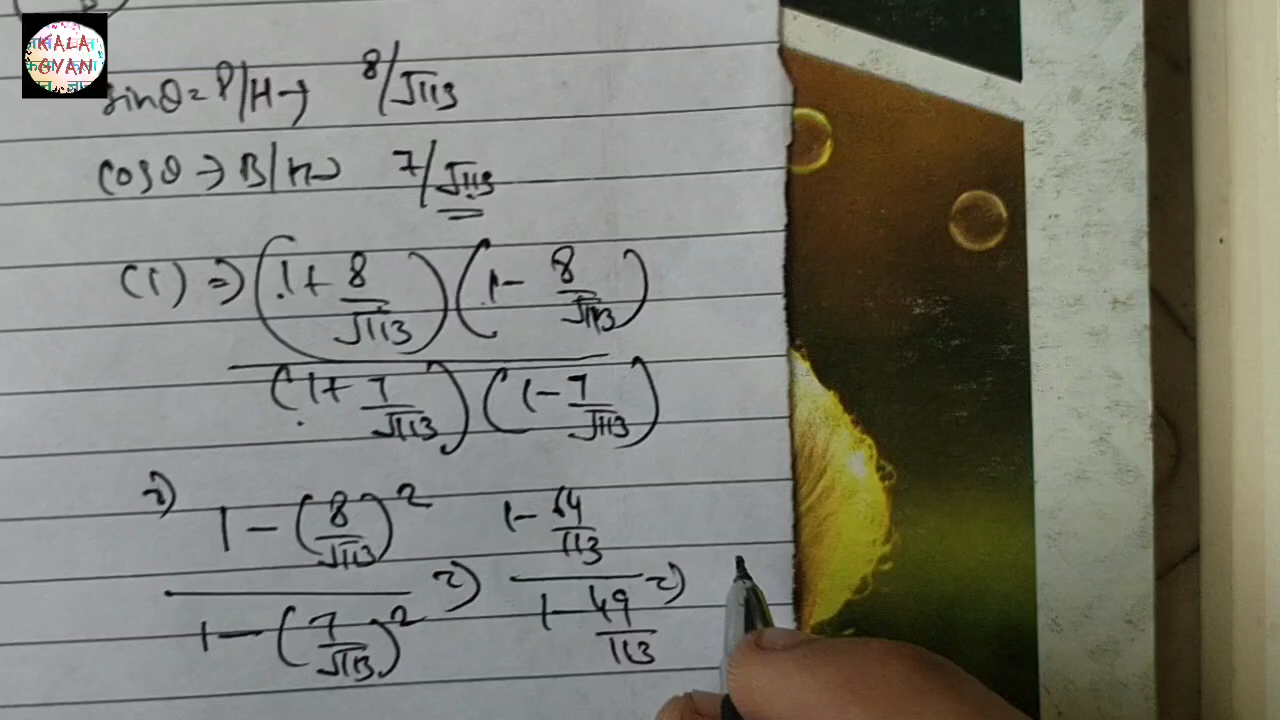 KALA
GYAN
sinθ = P/H → 8/√113
cosθ → B/H → 7/√113
(1) ⇒ (1 + 8/√113) (1 - 8/√113)
(1 + 7/√113) (1 - 7/√113)
⇒ 1 - (8/√113)² 1 - 64/113
1 - (7/√113)² ⇒ 1 - 49/113 ⇒